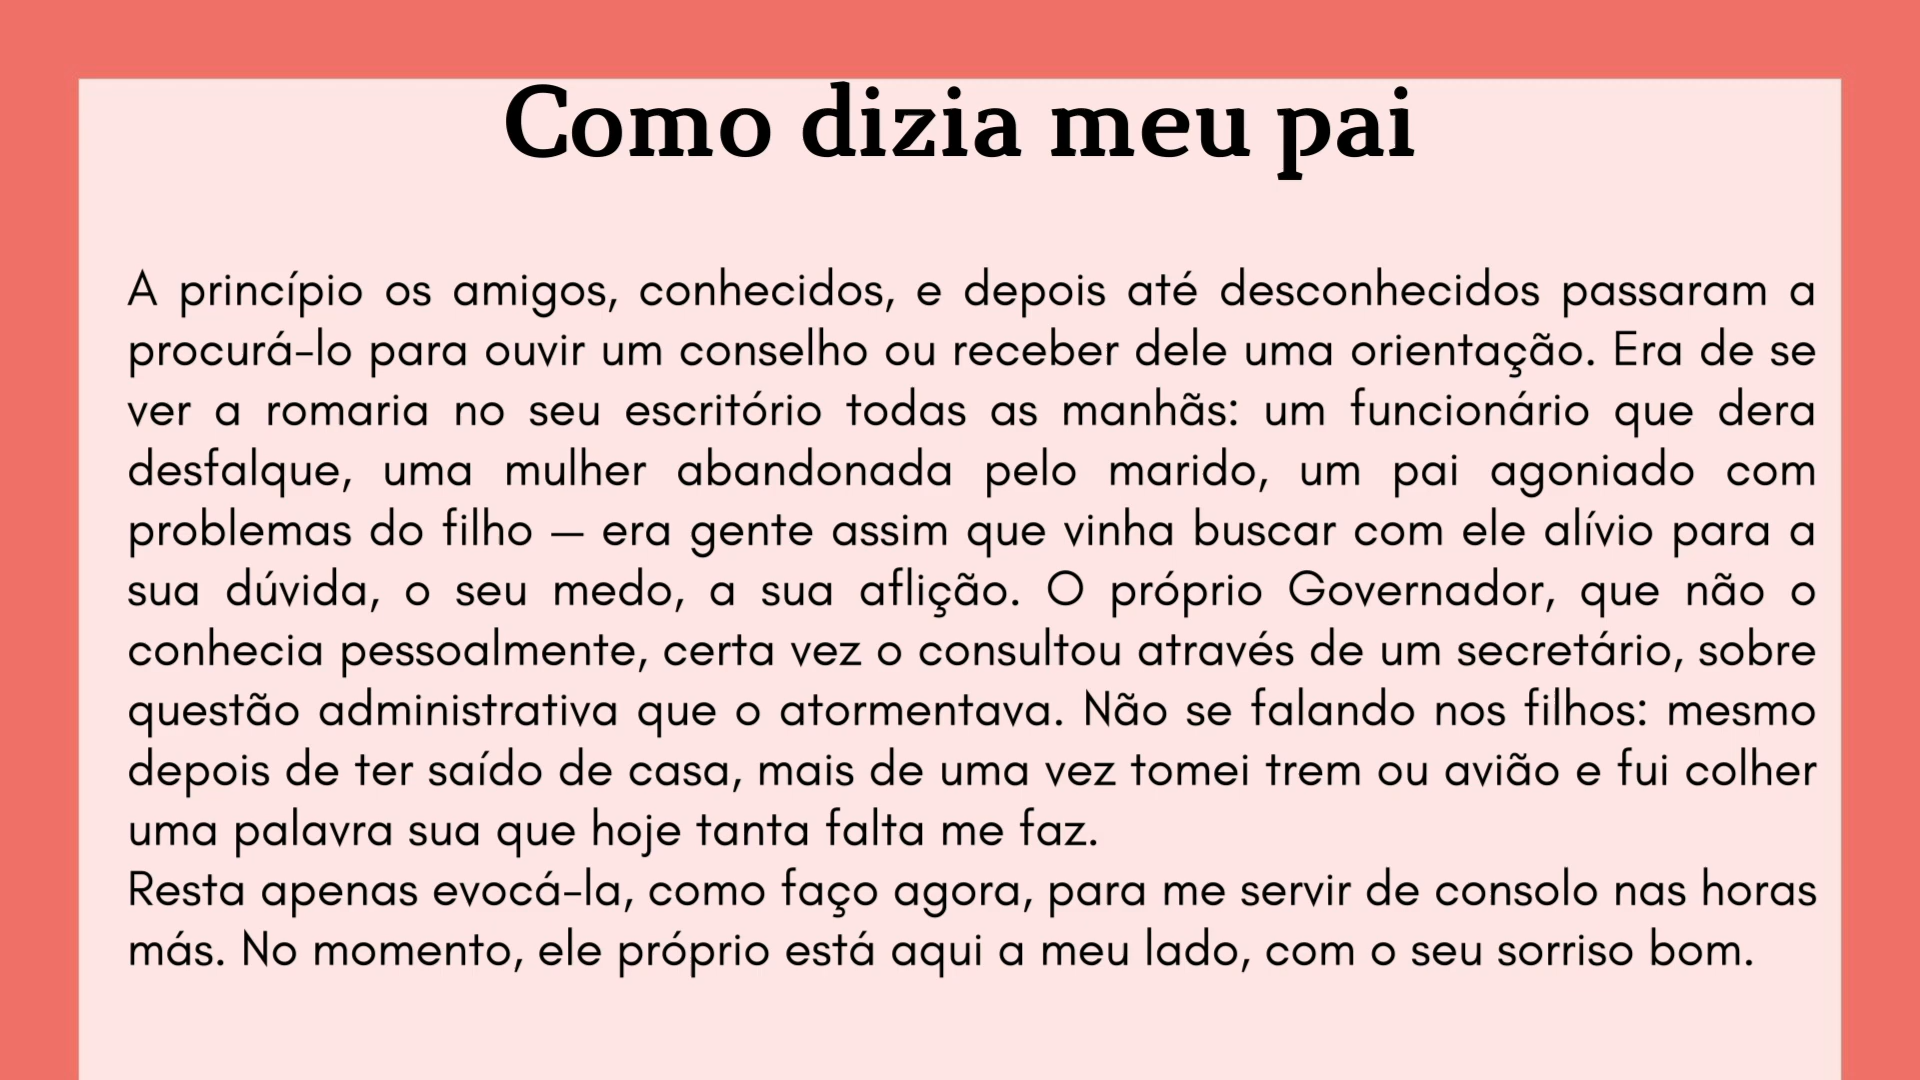 Como dizia meu pai
A princípio os amigos, conhecidos, e depois até desconhecidos passaram a
procurá-lo para ouvir um conselho ou receber dele uma orientação. Era de se
ver a romaria no seu escritório todas as manhãs: um funcionário que dera
desfalque, uma mulher abandonada pelo marido, um pai agoniado com
problemas do filho — era gente assim que vinha buscar com ele alívio para a
sua dúvida, o seu medo, a sua aflição. O próprio Governador, que não o
conhecia pessoalmente, certa vez o consultou através de um secretário, sobre
questão administrativa que o atormentava. Não se falando nos filhos: mesmo
depois de ter saído de casa, mais de uma vez tomei trem ou avião e fui colher
uma palavra sua que hoje tanta falta me faz.
Resta apenas evocá-la, como faço agora, para me servir de consolo nas horas
más. No momento, ele próprio está aqui a meu lado, com o seu sorriso bom.